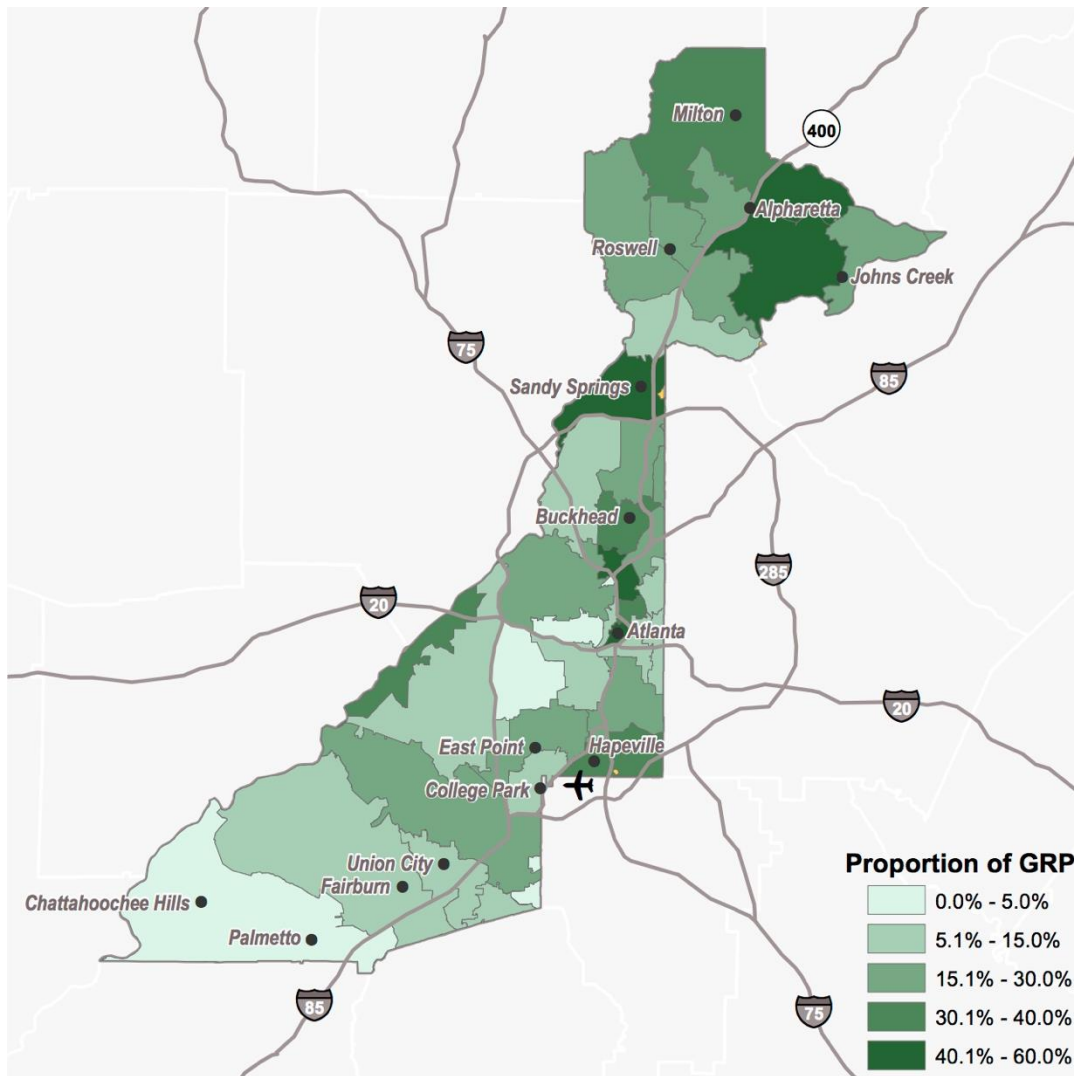 Milton
400
Alpharetta
Roswell
Johns Creek
75
85
Sandy Springs
Buckhead
285
20
Atlanta
20
East Point
Hapeville
College Park
Union City
Fairburn
Chattahoochee Hills
Palmetto
85
75
Proportion of GRP
0.0% - 5.0%
5.1% - 15.0%
15.1% - 30.0%
30.1% - 40.0%
40.1% - 60.0%